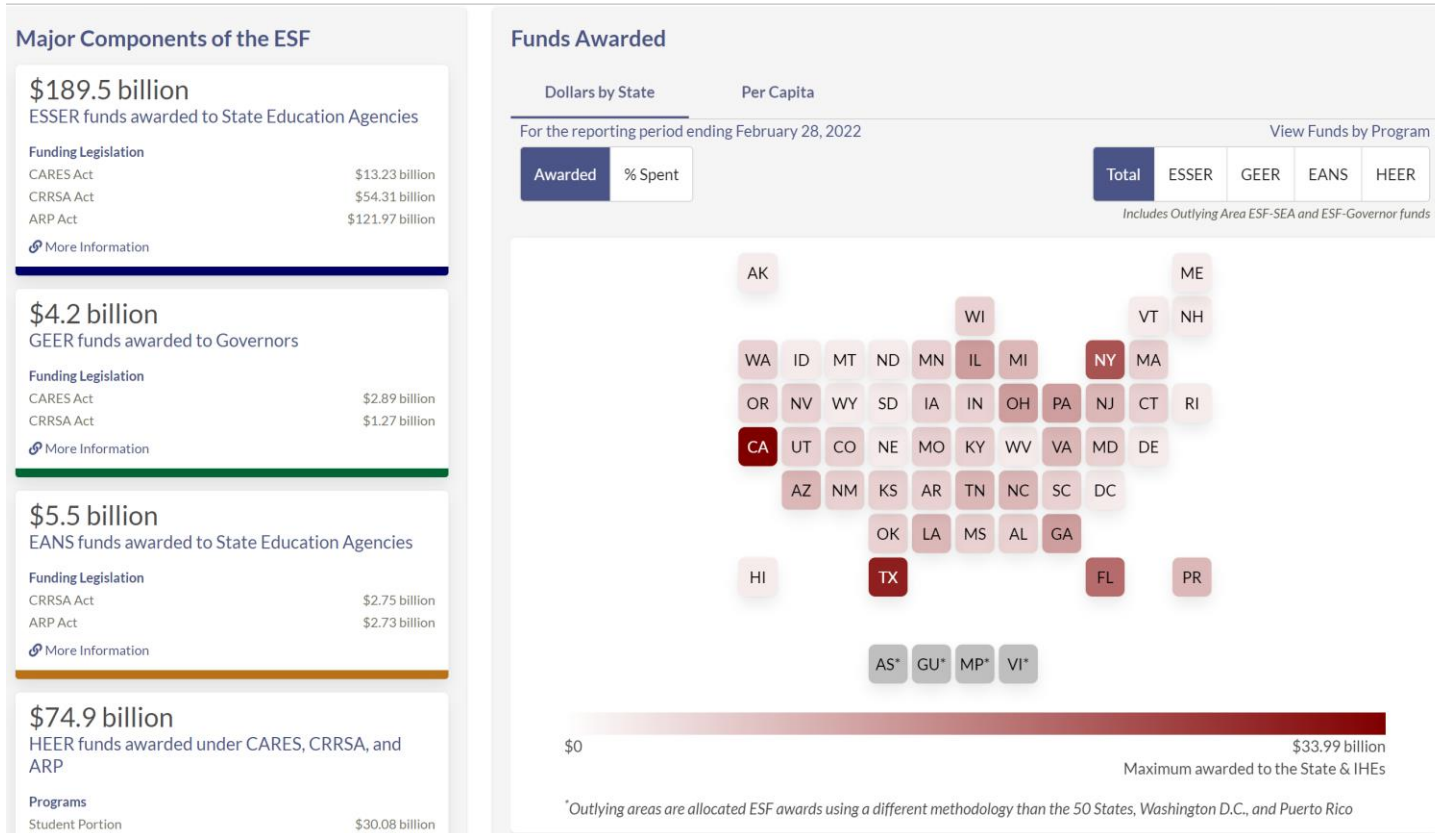 Major Components of the ESF
$189.5 billion
ESSER funds awarded to State Education Agencies
Funding Legislation
CARES Act $13.23 billion
CRRSA Act $54.31 billion
ARP Act $121.97 billion
More Information
$4.2 billion
GEER funds awarded to Governors
Funding Legislation
CARES Act $2.89 billion
CRRSA Act $1.27 billion
More Information
$5.5 billion
EANS funds awarded to State Education Agencies
Funding Legislation
CRRSA Act $2.75 billion
ARP Act $2.73 billion
More Information
$74.9 billion
HEER funds awarded under CARES, CRRSA, and
ARP
Programs
Student Portion $30.08 billion
Funds Awarded
Dollars by State Per Capita
For the reporting period ending February 28, 2022 View Funds by Program
Awarded % Spent Total ESSER GEER EANS HEER
Includes Outlying Area ESF-SEA and ESF-Governor funds
AK ME
WI VT NH
WA ID MT ND MN IL MI NY MA
OR NV WY SD IA IN OH PA NJ CT RI
CA UT CO NE MO KY WV VA MD DE
AZ NM KS AR TN NC SC DC
OK LA MS AL GA
HI TX FL PR
AS* GU* MP* VI*
$0 $33.99 billion
Maximum awarded to the State & IHEs
*Outlying areas are allocated ESF awards using a different methodology than the 50 States, Washington D.C., and Puerto Rico